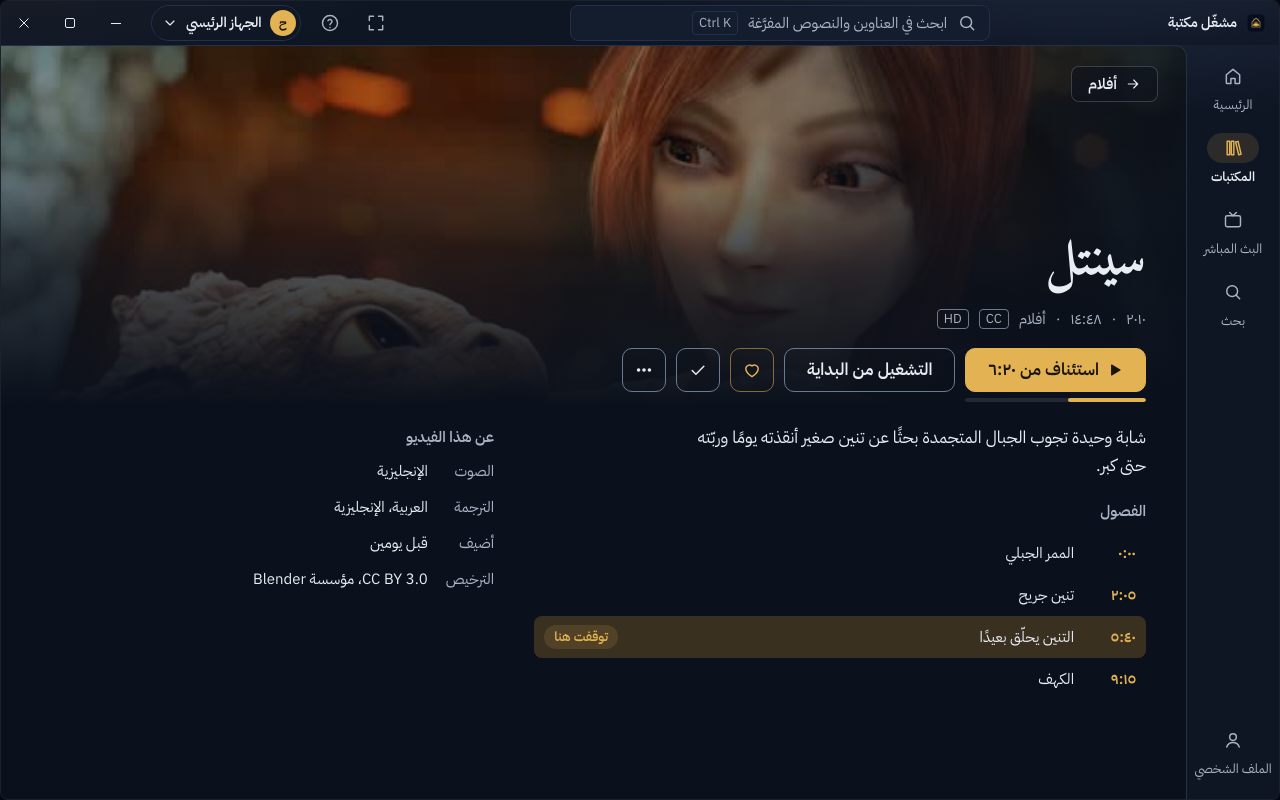 مشغّل مكتبة
ابحث في العناوين والنصوص المفرَّغة Ctrl K
ح الجهاز الرئيسي
الرئيسية
المكتبات
البث المباشر
بحث
الملف الشخصي
أفلام
سينتل
٢٠١٠ · ١٤:٤٨ · أفلام CC HD
استئناف من ٦:٢٠
التشغيل من البداية
شابة وحيدة تجوب الجبال المتجمدة بحثًا عن تنين صغير أنقذته يومًا وربّته
حتى كبر.
الفصول
٠:٠٠ الممر الجبلي
٢:٠٥ تنين جريح
٥:٤٠ التنين يحلّق بعيدًا توقفت هنا
٩:١٥ الكهف
عن هذا الفيديو
الصوت الإنجليزية
الترجمة العربية، الإنجليزية
أضيف قبل يومين
الترخيص CC BY 3.0، مؤسسة Blender